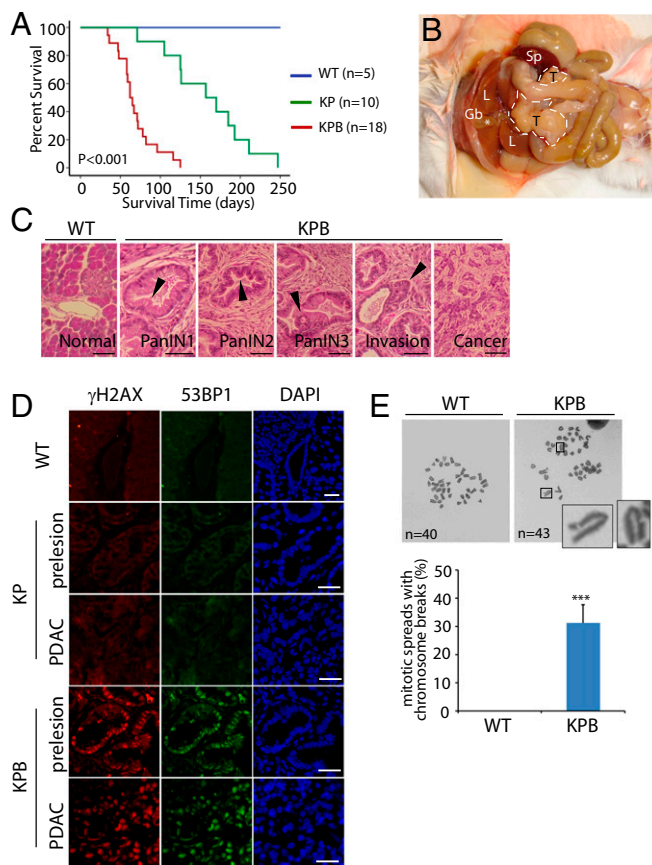 A
Percent Survival
100
80
60
40
20
0
0 50 100 150 200 250
Survival Time (days)
P<0.001
WT (n=5)
KP (n=10)
KPB (n=18)
B
Sp
T
L
Gb
T
L
C
WT KPB
Normal PanIN1 PanIN2 PanIN3 Invasion Cancer
D
γH2AX 53BP1 DAPI
WT
KP
prelesion
PDAC
KPB
prelesion
PDAC
E
WT KPB
n=40 n=43
mitotic spreads with
chromosome breaks (%)
50
40
30
20
10
0
***
WT KPB